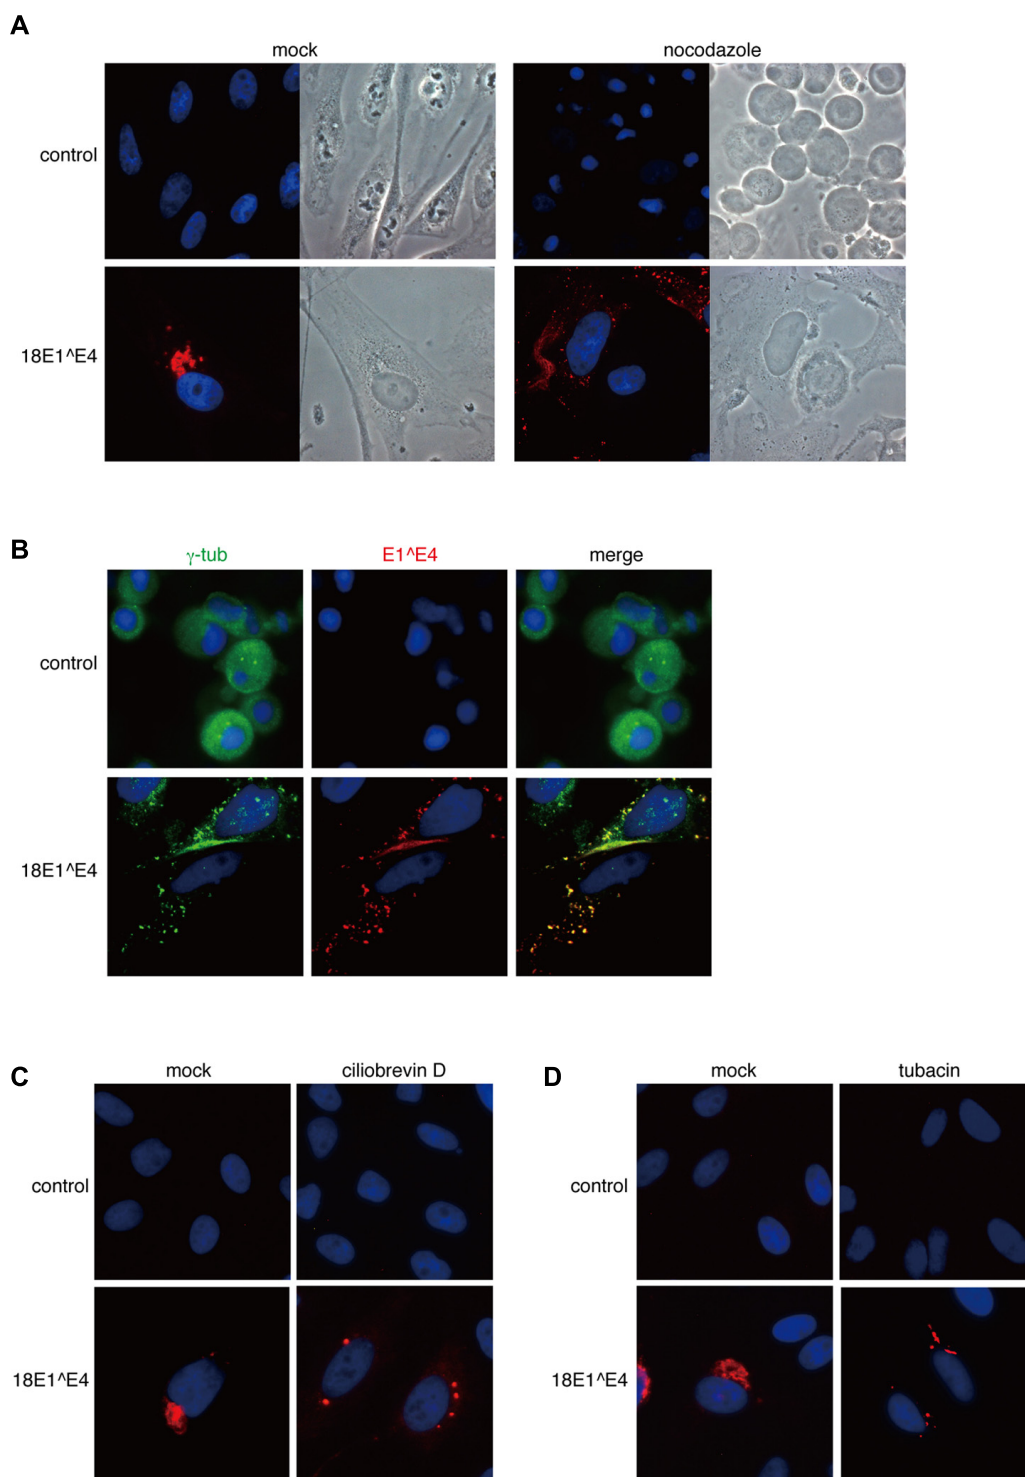 A
mock nocodazole
control
18E1^E4
B
γ-tub E1^E4 merge
control
18E1^E4
C D
mock ciliobrevin D mock tubacin
control control
18E1^E4 18E1^E4